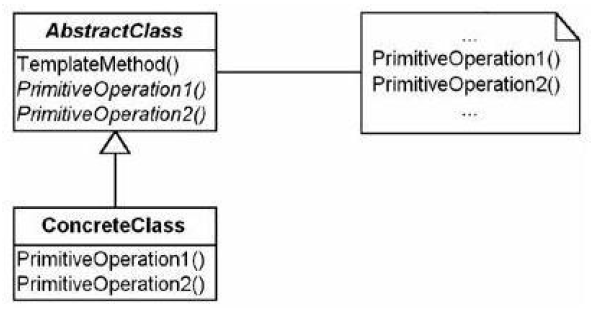 AbstractClass
TemplateMethod()
PrimitiveOperation1()
PrimitiveOperation2()
...
PrimitiveOperation1()
PrimitiveOperation2()
...
ConcreteClass
PrimitiveOperation1()
PrimitiveOperation2()